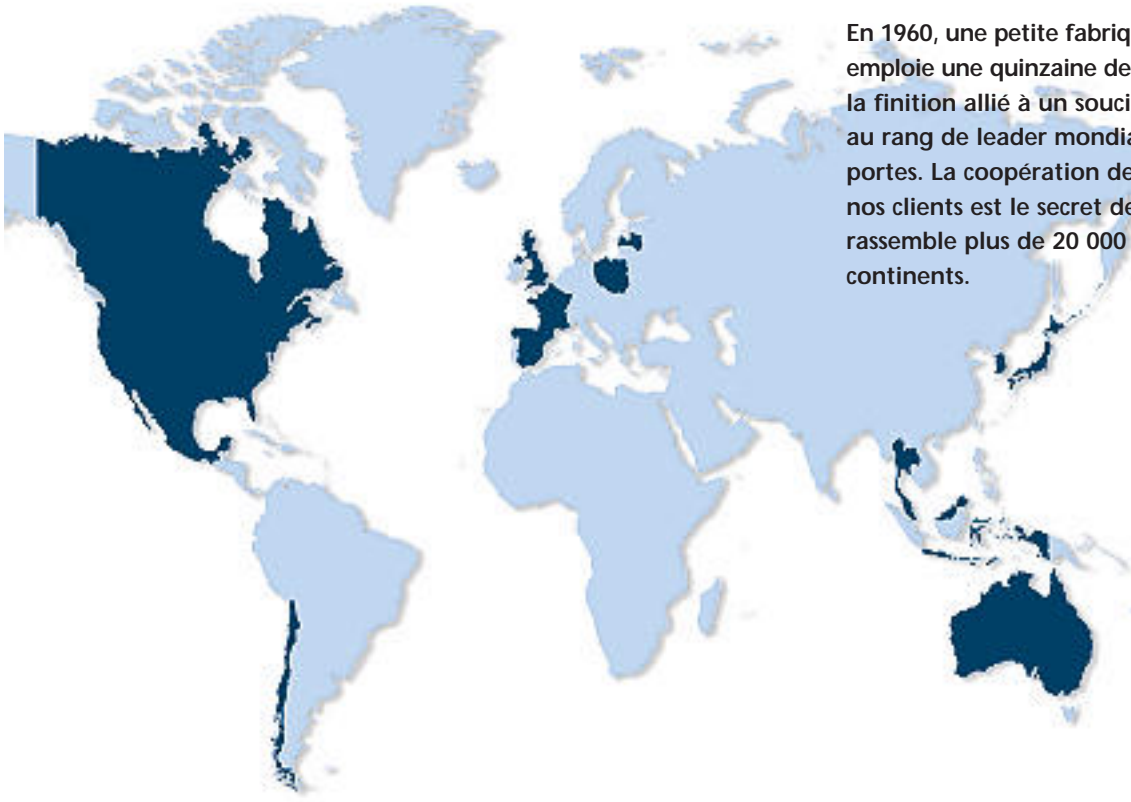 En 1960, une petite fabriq
emploie une quinzaine de
la finition allié à un souci
au rang de leader mondia
portes. La coopération de
nos clients est le secret de
rassemble plus de 20 000
continents.